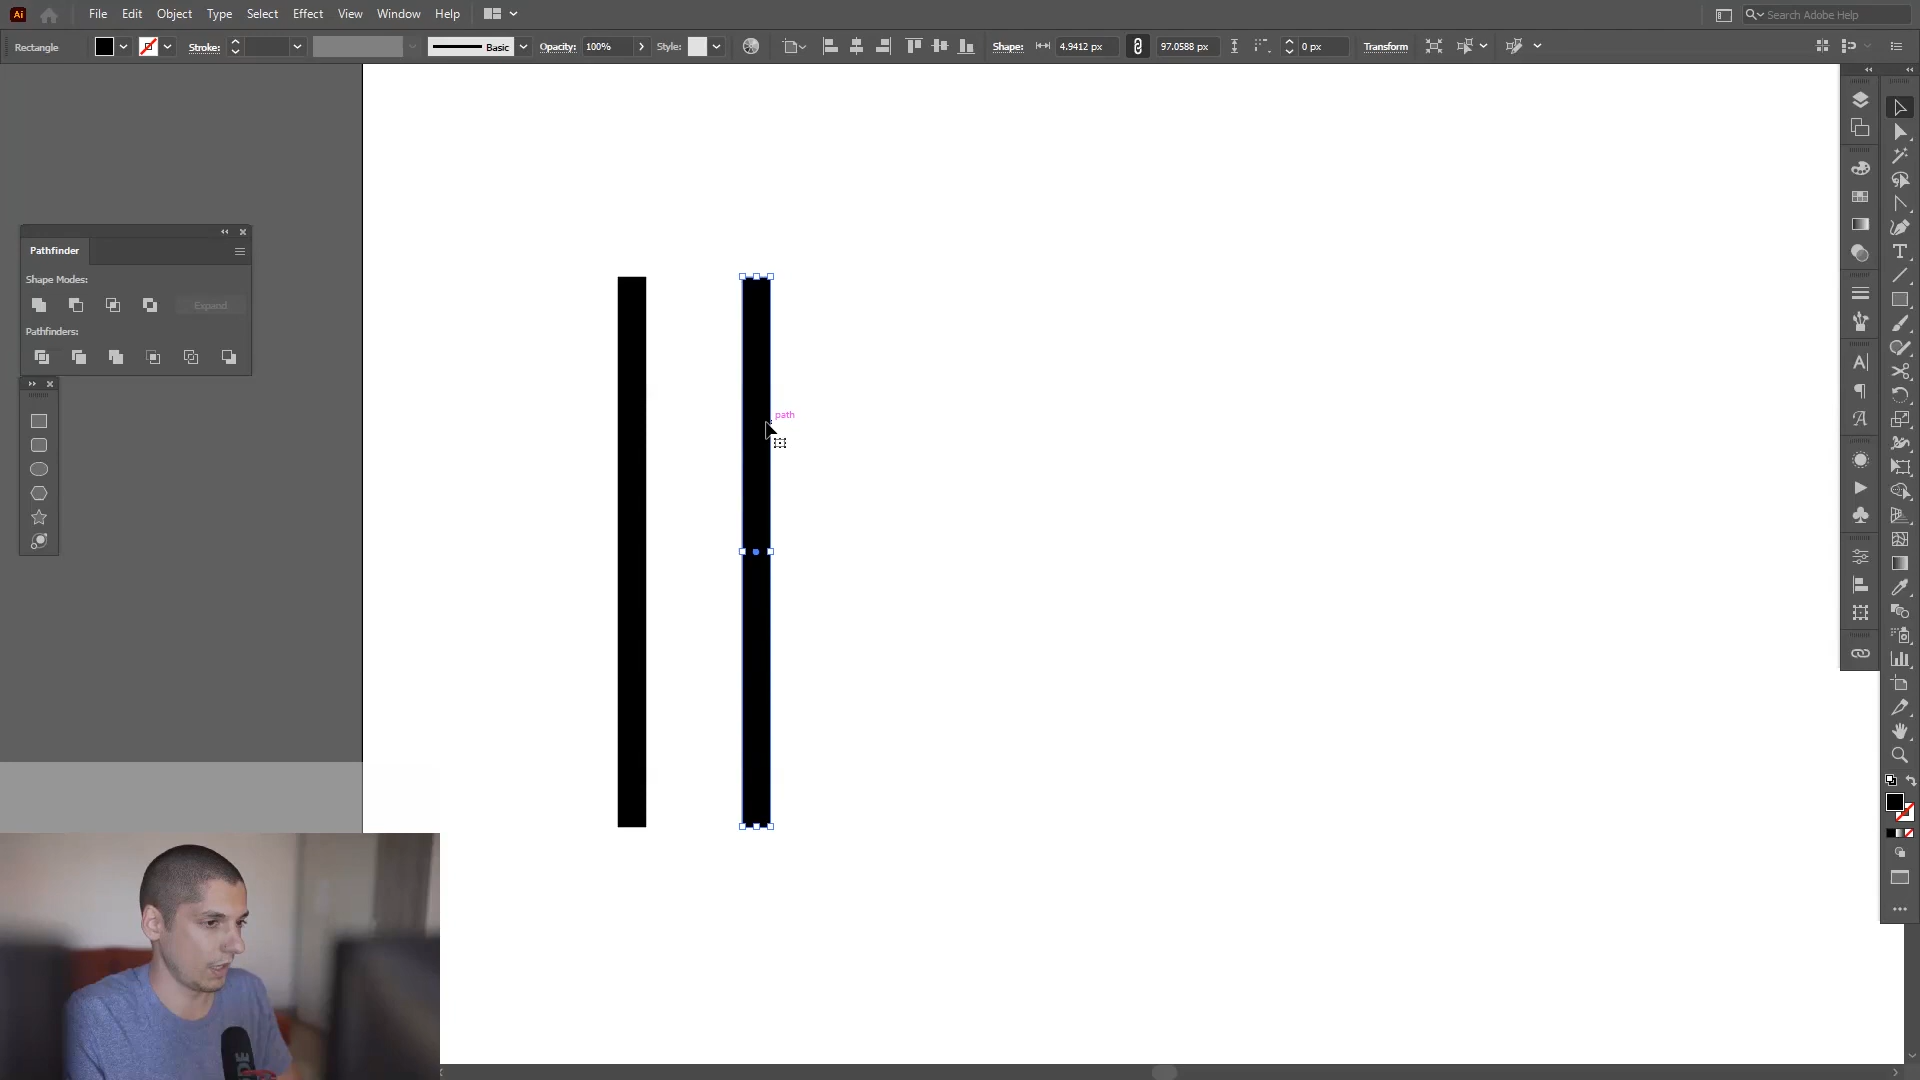 Ai File Edit Object Type Select Effect View Window Help Search Adobe Help
Rectangle Stroke: Basic Opacity: 100% Style: Shape: 4.9412 px 97.0588 px 0 px Transform
Pathfinder
Shape Modes:
Expand
Pathfinders:
path